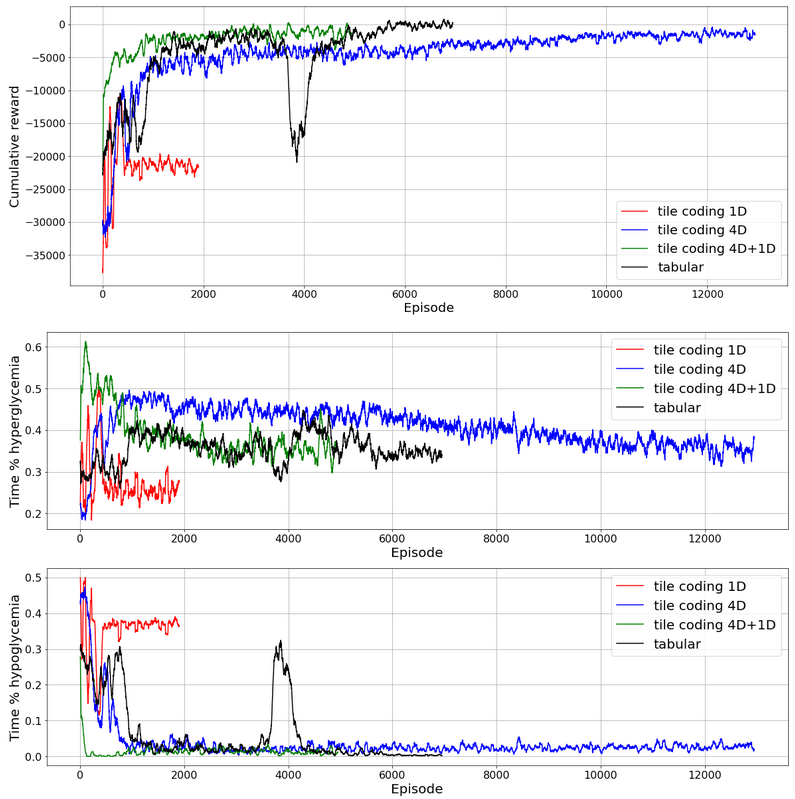 0
−5000
−10000
−15000
−20000
−25000
−30000
−35000
Cumulative reward
tile coding 1D
tile coding 4D
tile coding 4D+1D
tabular
0 2000 4000 6000 8000 10000 12000
Episode
0.6
0.5
0.4
0.3
0.2
Time % hyperglycemia
tile coding 1D
tile coding 4D
tile coding 4D+1D
tabular
0 2000 4000 6000 8000 10000 12000
Episode
0.5
0.4
0.3
0.2
0.1
0.0
Time % hypoglycemia
tile coding 1D
tile coding 4D
tile coding 4D+1D
tabular
0 2000 4000 6000 8000 10000 12000
Episode